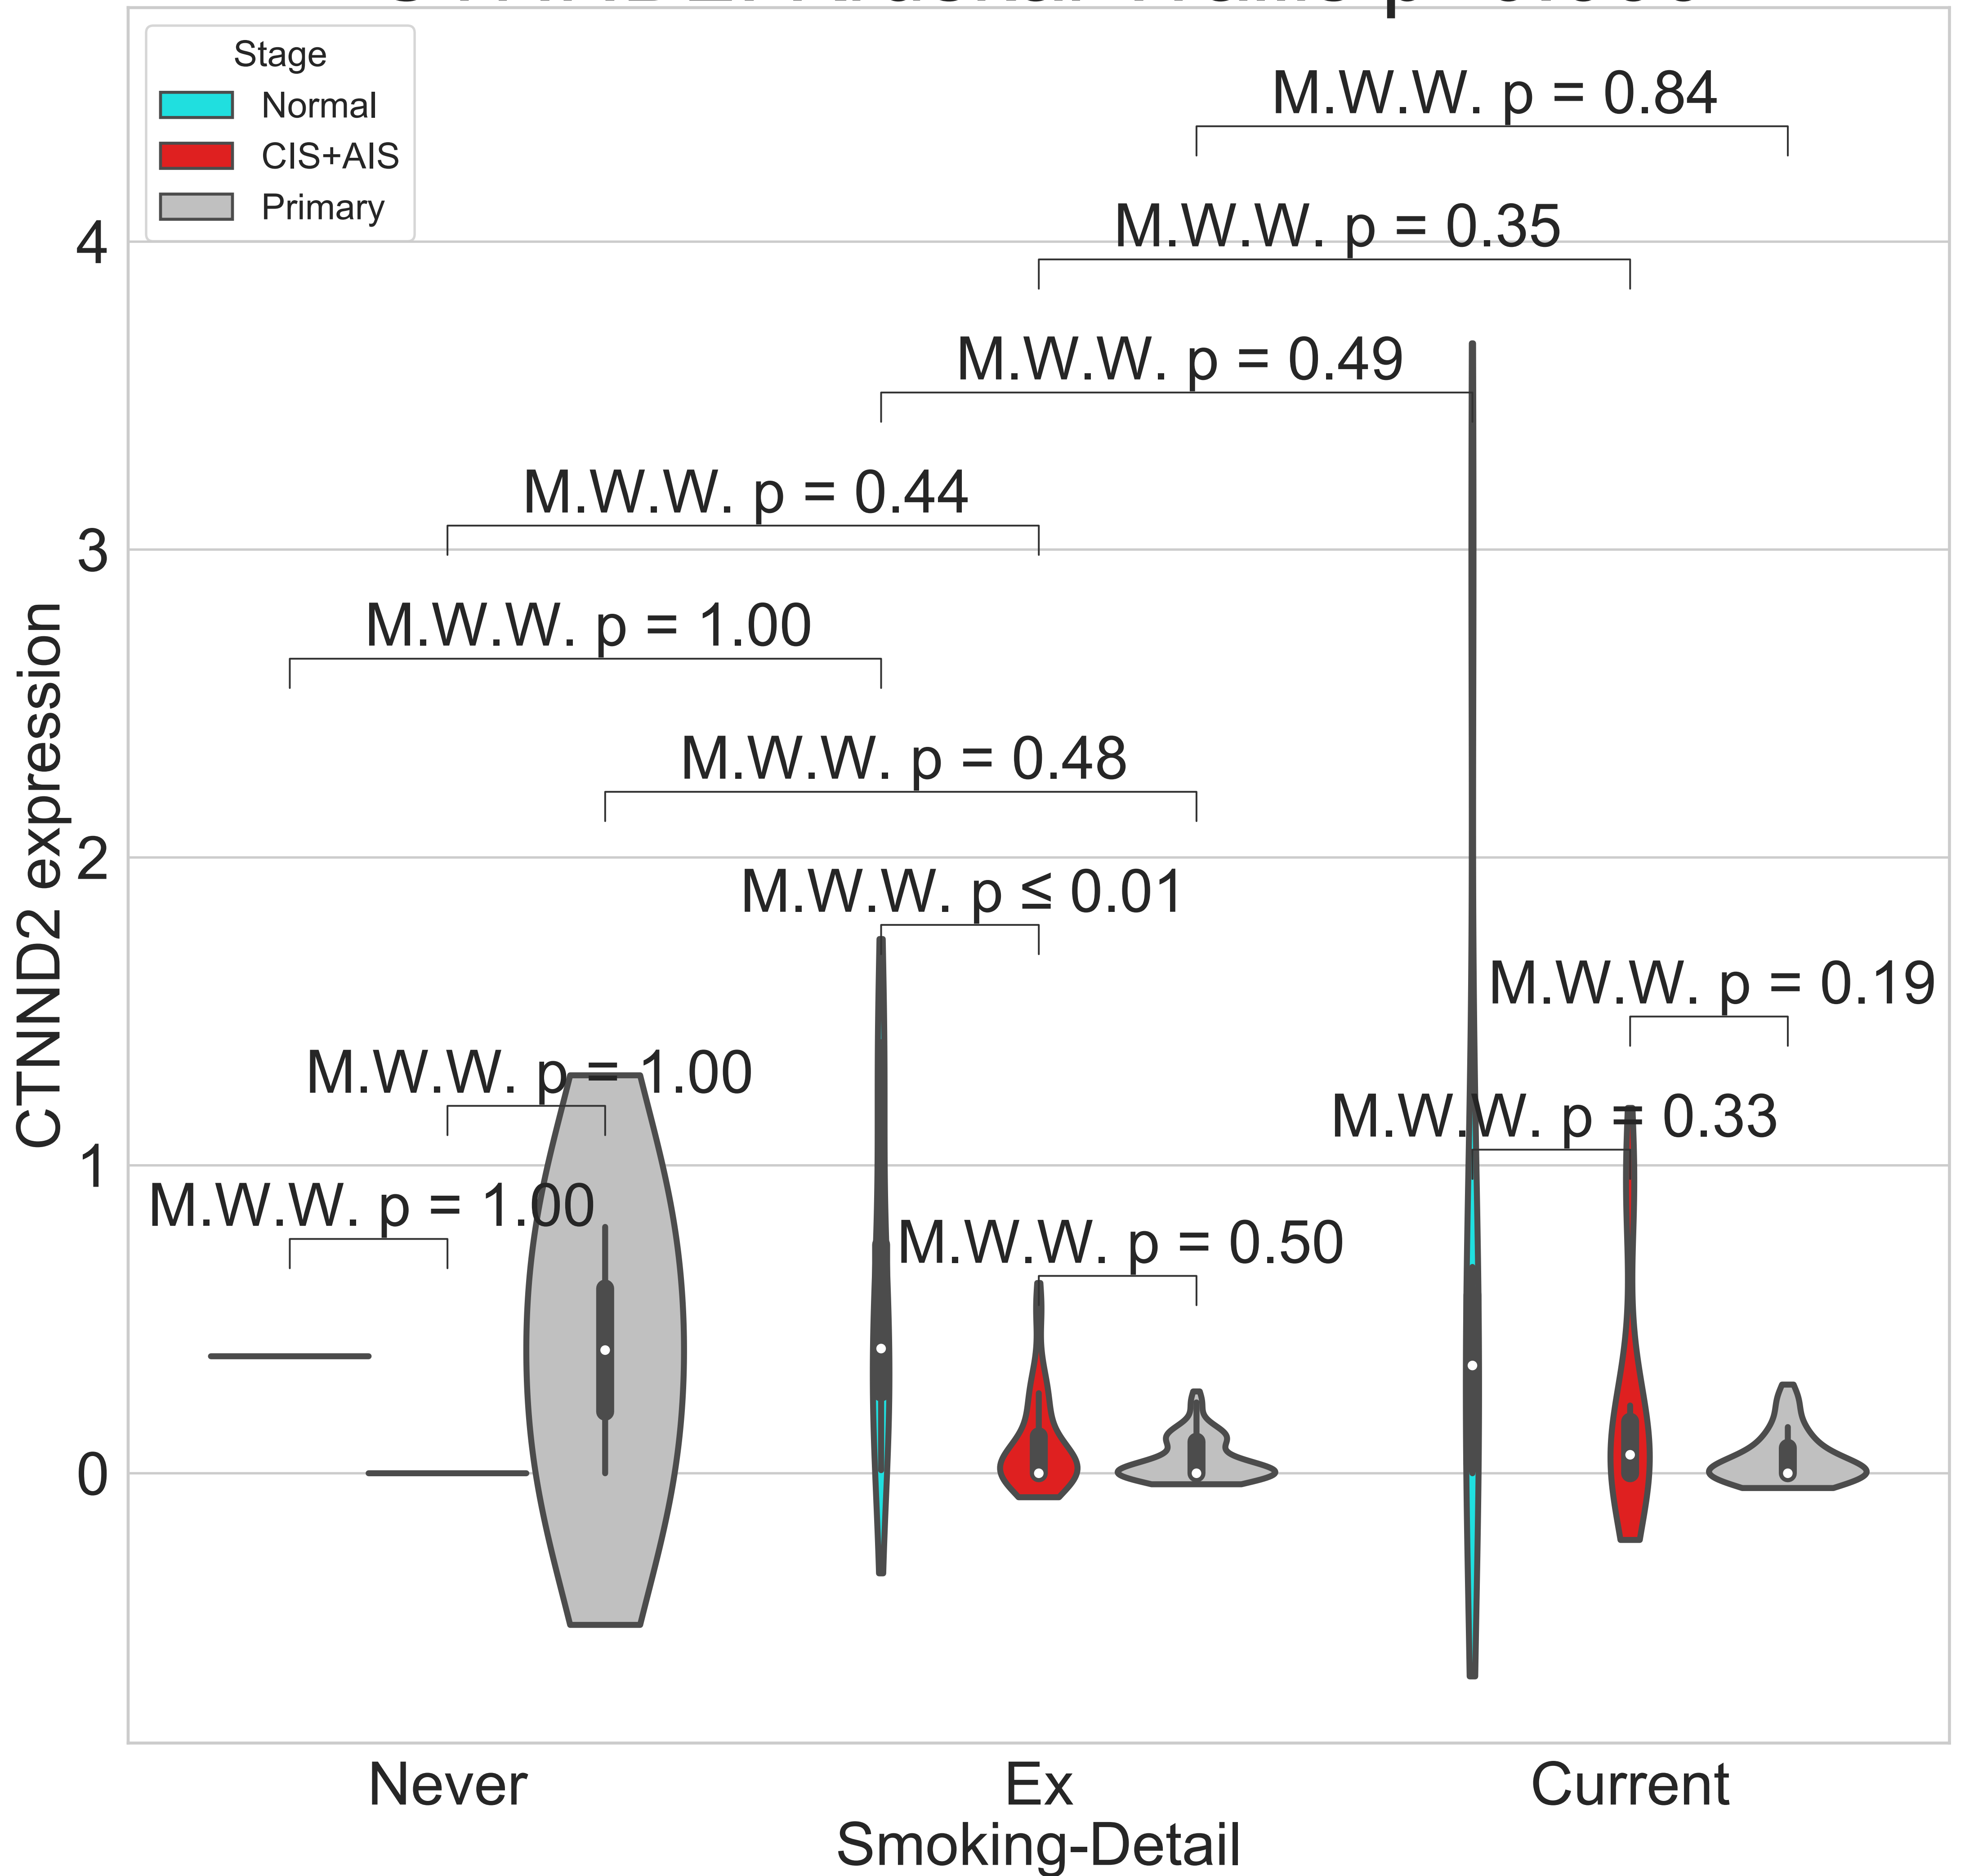 Stage
Normal
CIS+AIS
Primary
M.W.W. p = 0.84
M.W.W. p = 0.35
M.W.W. p = 0.49
M.W.W. p = 0.44
M.W.W. p = 1.00
M.W.W. p = 0.48
M.W.W. p ≤ 0.01
M.W.W. p = 0.19
M.W.W. p = 1.00
M.W.W. p = 0.33
M.W.W. p = 1.00
M.W.W. p = 0.50
4
3
2
1
0
CTNND2 expression
Never
Ex
Current
Smoking-Detail